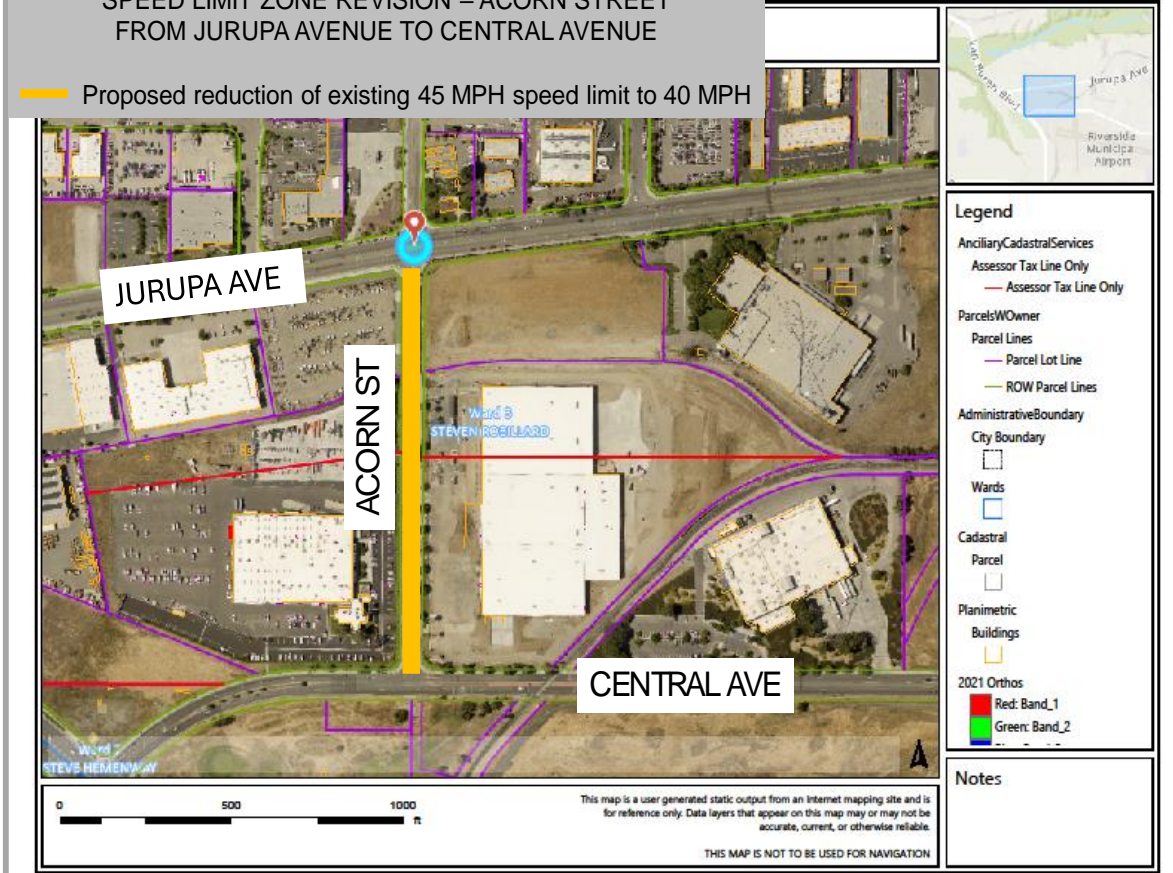 SPEED LIMIT ZONE REVISION – ACORN STREET
FROM JURUPA AVENUE TO CENTRAL AVENUE
Proposed reduction of existing 45 MPH speed limit to 40 MPH
JURUPA AVE
ACORN ST
Ward 3
STEVEN ROBILLARD
CENTRAL AVE
Ward
STEVE HEMENWAY
Van Buren Blvd
Jurupa Ave
Riverside
Municipal
Airport
Legend
AncillaryCadastralServices
Assessor Tax Line Only
Assessor Tax Line Only
ParcelsWOwner
Parcel Lines
Parcel Lot Line
ROW Parcel Lines
AdministrativeBoundary
City Boundary
Wards
Cadastral
Parcel
Planimetric
Buildings
2021 Orthos
Red: Band_1
Green: Band_2
Notes
0 500 1000
ft
This map is a user generated static output from an Internet mapping site and is
for reference only. Data layers that appear on this map may or may not be
accurate, current, or otherwise reliable.
THIS MAP IS NOT TO BE USED FOR NAVIGATION